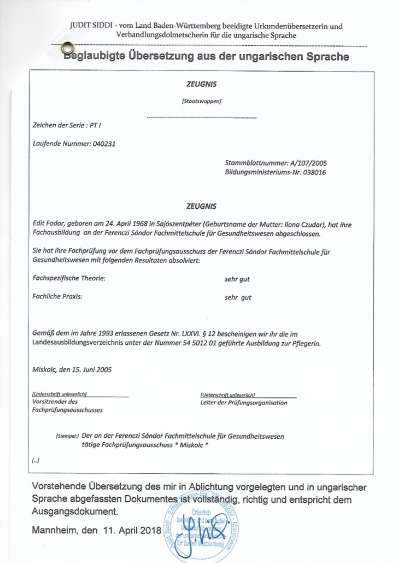 JUDIT SIDDI - vom Land Baden-Württemberg beeidigte Urkundenübersetzerin und
Verhandlungsdolmetscherin für die ungarische Sprache
Beglaubigte Übersetzung aus der ungarischen Sprache
ZEUGNIS
[Staatswappen]
Zeichen der Serie : PT I
Laufende Nummer: 040231
Stammblattnummer: A/107/2005
Bildungsministeriums-Nr. 038016
ZEUGNIS
Edit Fodor, geboren am 24. April 1968 in Sajószentpéter (Geburtsname der Mutter: Ilona Czudar), hat ihre
Fachausbildung an der Ferenczi Sándor Fachmittelschule für Gesundheitswesen abgeschlossen.
Sie hat ihre Fachprüfung vor dem Fachprüfungsausschuss der Ferenczi Sándor Fachmittelschule für
Gesundheitswesen mit folgenden Resultaten absolviert:
Fachspezifische Theorie: sehr gut
Fachliche Praxis: sehr gut
Gemäß dem im Jahre 1993 erlassenen Gesetz Nr. LXXVI. § 12 bescheinigen wir ihr die im
Landesausbildungsverzeichnis unter der Nummer 54 5012 01 geführte Ausbildung zur Pflegerin.
Miskolc, den 15. Juni 2005
[Unterschrift unleserlich] [Unterschrift unleserlich]
Vorsitzender des Leiter der Prüfungsorganisation
Fachprüfungsausschusses
[Stempel:] Der an der Ferenczi Sándor Fachmittelschule für Gesundheitswesen
tätige Fachprüfungsausschuss * Miskolc *
(..)
Vorstehende Übersetzung des mir in Ablichtung vorgelegten und in ungarischer
Sprache abgefassten Dokumentes ist vollständig, richtig und entspricht dem
Ausgangsdokument.
Mannheim, den 11. April 2018